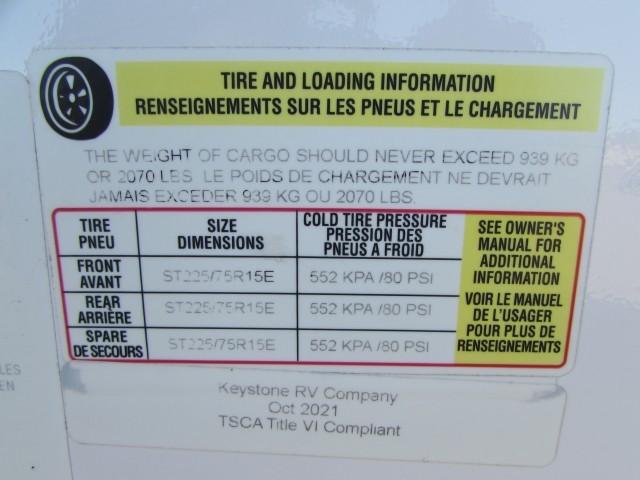 TIRE AND LOADING INFORMATION
RENSEIGNEMENTS SUR LES PNEUS ET LE CHARGEMENT
THE WEIGHT OF CARGO SHOULD NEVER EXCEED 939 KG
OR 2070 LBS LE POIDS DE CHARGEMENT NE DEVRAIT
JAMAIS EXCEDER 939 KG OU 2070 LBS.
TIRE
PNEU
SIZE
DIMENSIONS
COLD TIRE PRESSURE
PRESSION DES
PNEUS A FROID
FRONT
AVANT
ST225/75R15E
552 KPA /80 PSI
REAR
ARRIÈRE
ST225/75R15E
552 KPA /80 PSI
SPARE
DE SECOURS
ST225/75R15E
552 KPA /80 PSI
SEE OWNER'S
MANUAL FOR
ADDITIONAL
INFORMATION
VOIR LE MANUEL
DE L'USAGER
POUR PLUS DE
RENSEIGNEMENTS
LES
EN
Keystone RV Company
Oct 2021
TSCA Title VI Compliant